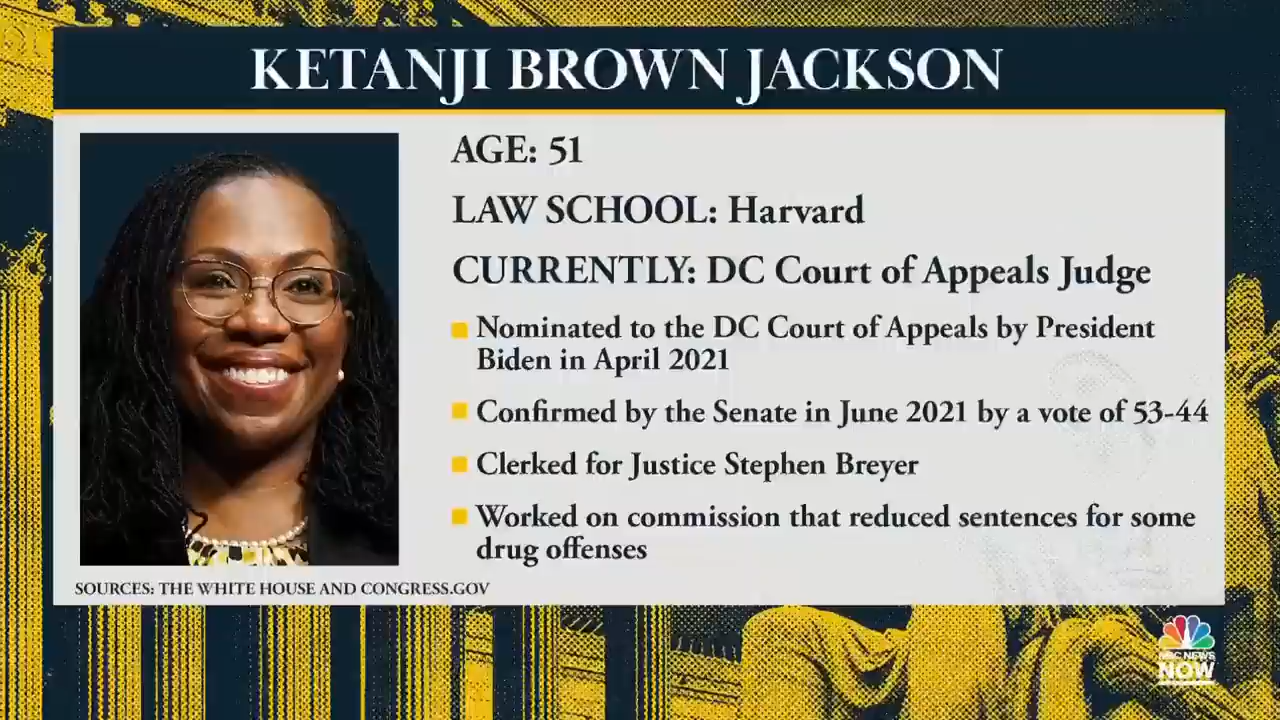 KETANJI BROWN JACKSON
AGE: 51
LAW SCHOOL: Harvard
CURRENTLY: DC Court of Appeals Judge
Nominated to the DC Court of Appeals by President
Biden in April 2021
Confirmed by the Senate in June 2021 by a vote of 53-44
Clerked for Justice Stephen Breyer
Worked on commission that reduced sentences for some
drug offenses
SOURCES: THE WHITE HOUSE AND CONGRESS.GOV
NBC NEWS
NOW